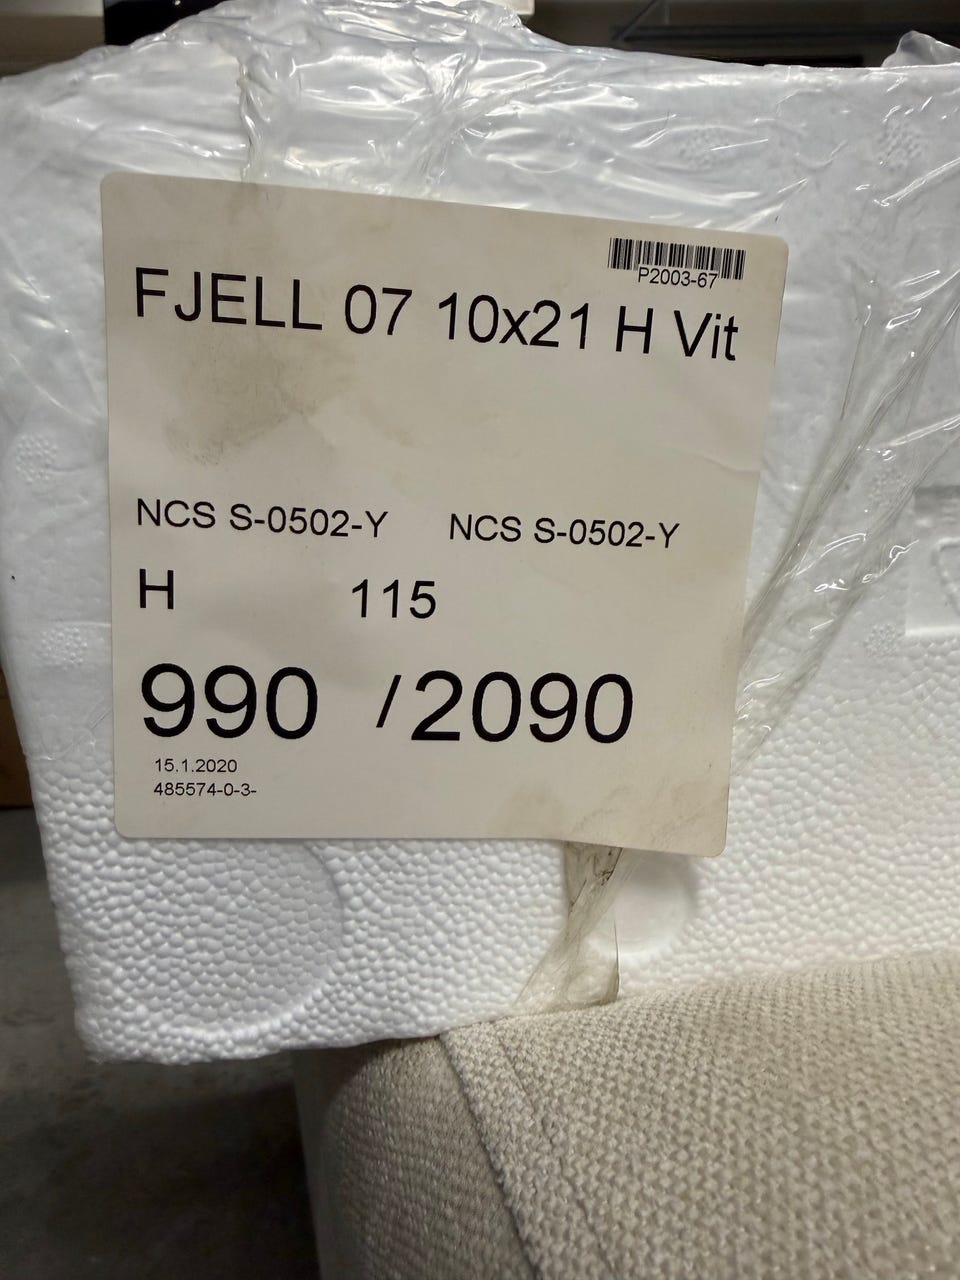 P2003-67
FJELL 07 10x21 H Vit
NCS S-0502-Y NCS S-0502-Y
H 115
990 /2090
15.1.2020
485574-0-3-